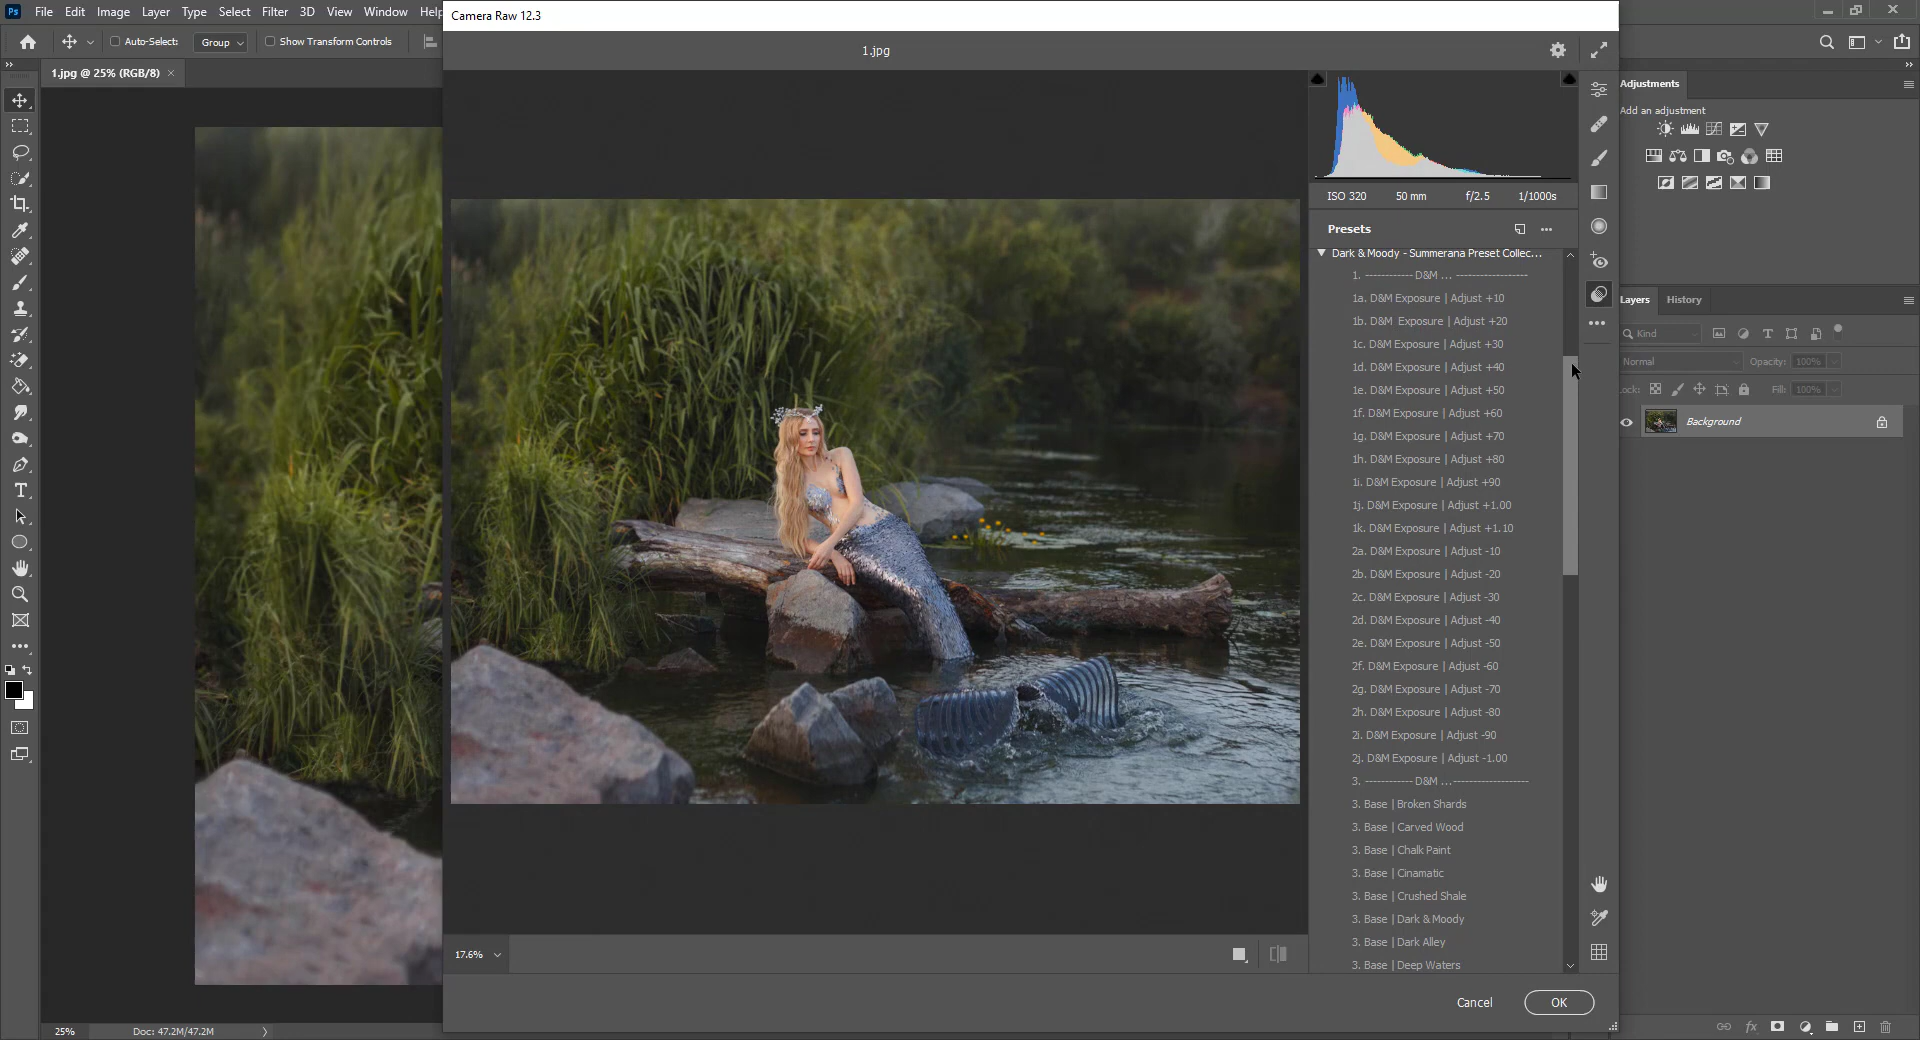 Ps File Edit Image Layer Type Select Filter 3D View Window Help
Camera Raw 12.3
Auto-Select: Group Show Transform Controls
1.jpg @ 25% (RGB/8) ×
1.jpg
ISO 320 50 mm f/2.5 1/1000s
Presets
Dark & Moody - Summerana Preset Collec...
1. ------------ D&M ... ------------------
1a. D&M Exposure | Adjust +10
1b. D&M  Exposure | Adjust +20
1c. D&M Exposure | Adjust +30
1d. D&M Exposure | Adjust +40
1e. D&M Exposure | Adjust +50
1f. D&M Exposure | Adjust +60
1g. D&M Exposure | Adjust +70
1h. D&M Exposure | Adjust +80
1i. D&M Exposure | Adjust +90
1j. D&M Exposure | Adjust +1.00
1k. D&M Exposure | Adjust +1.10
2a. D&M Exposure | Adjust -10
2b. D&M Exposure | Adjust -20
2c. D&M Exposure | Adjust -30
2d. D&M Exposure | Adjust -40
2e. D&M Exposure | Adjust -50
2f. D&M Exposure | Adjust -60
2g. D&M Exposure | Adjust -70
2h. D&M Exposure | Adjust -80
2i. D&M Exposure | Adjust -90
2j. D&M Exposure | Adjust -1.00
3. ------------ D&M ...-------------------
3. Base | Broken Shards
3. Base | Carved Wood
3. Base | Chalk Paint
3. Base | Cinamatic
3. Base | Crushed Shale
3. Base | Dark & Moody
3. Base | Dark Alley
3. Base | Deep Waters
17.6%
Cancel OK
25% Doc: 47.2M/47.2M
Adjustments
Add an adjustment
Layers History
Kind
Normal Opacity: 100%
Lock: Fill: 100%
Background
fx